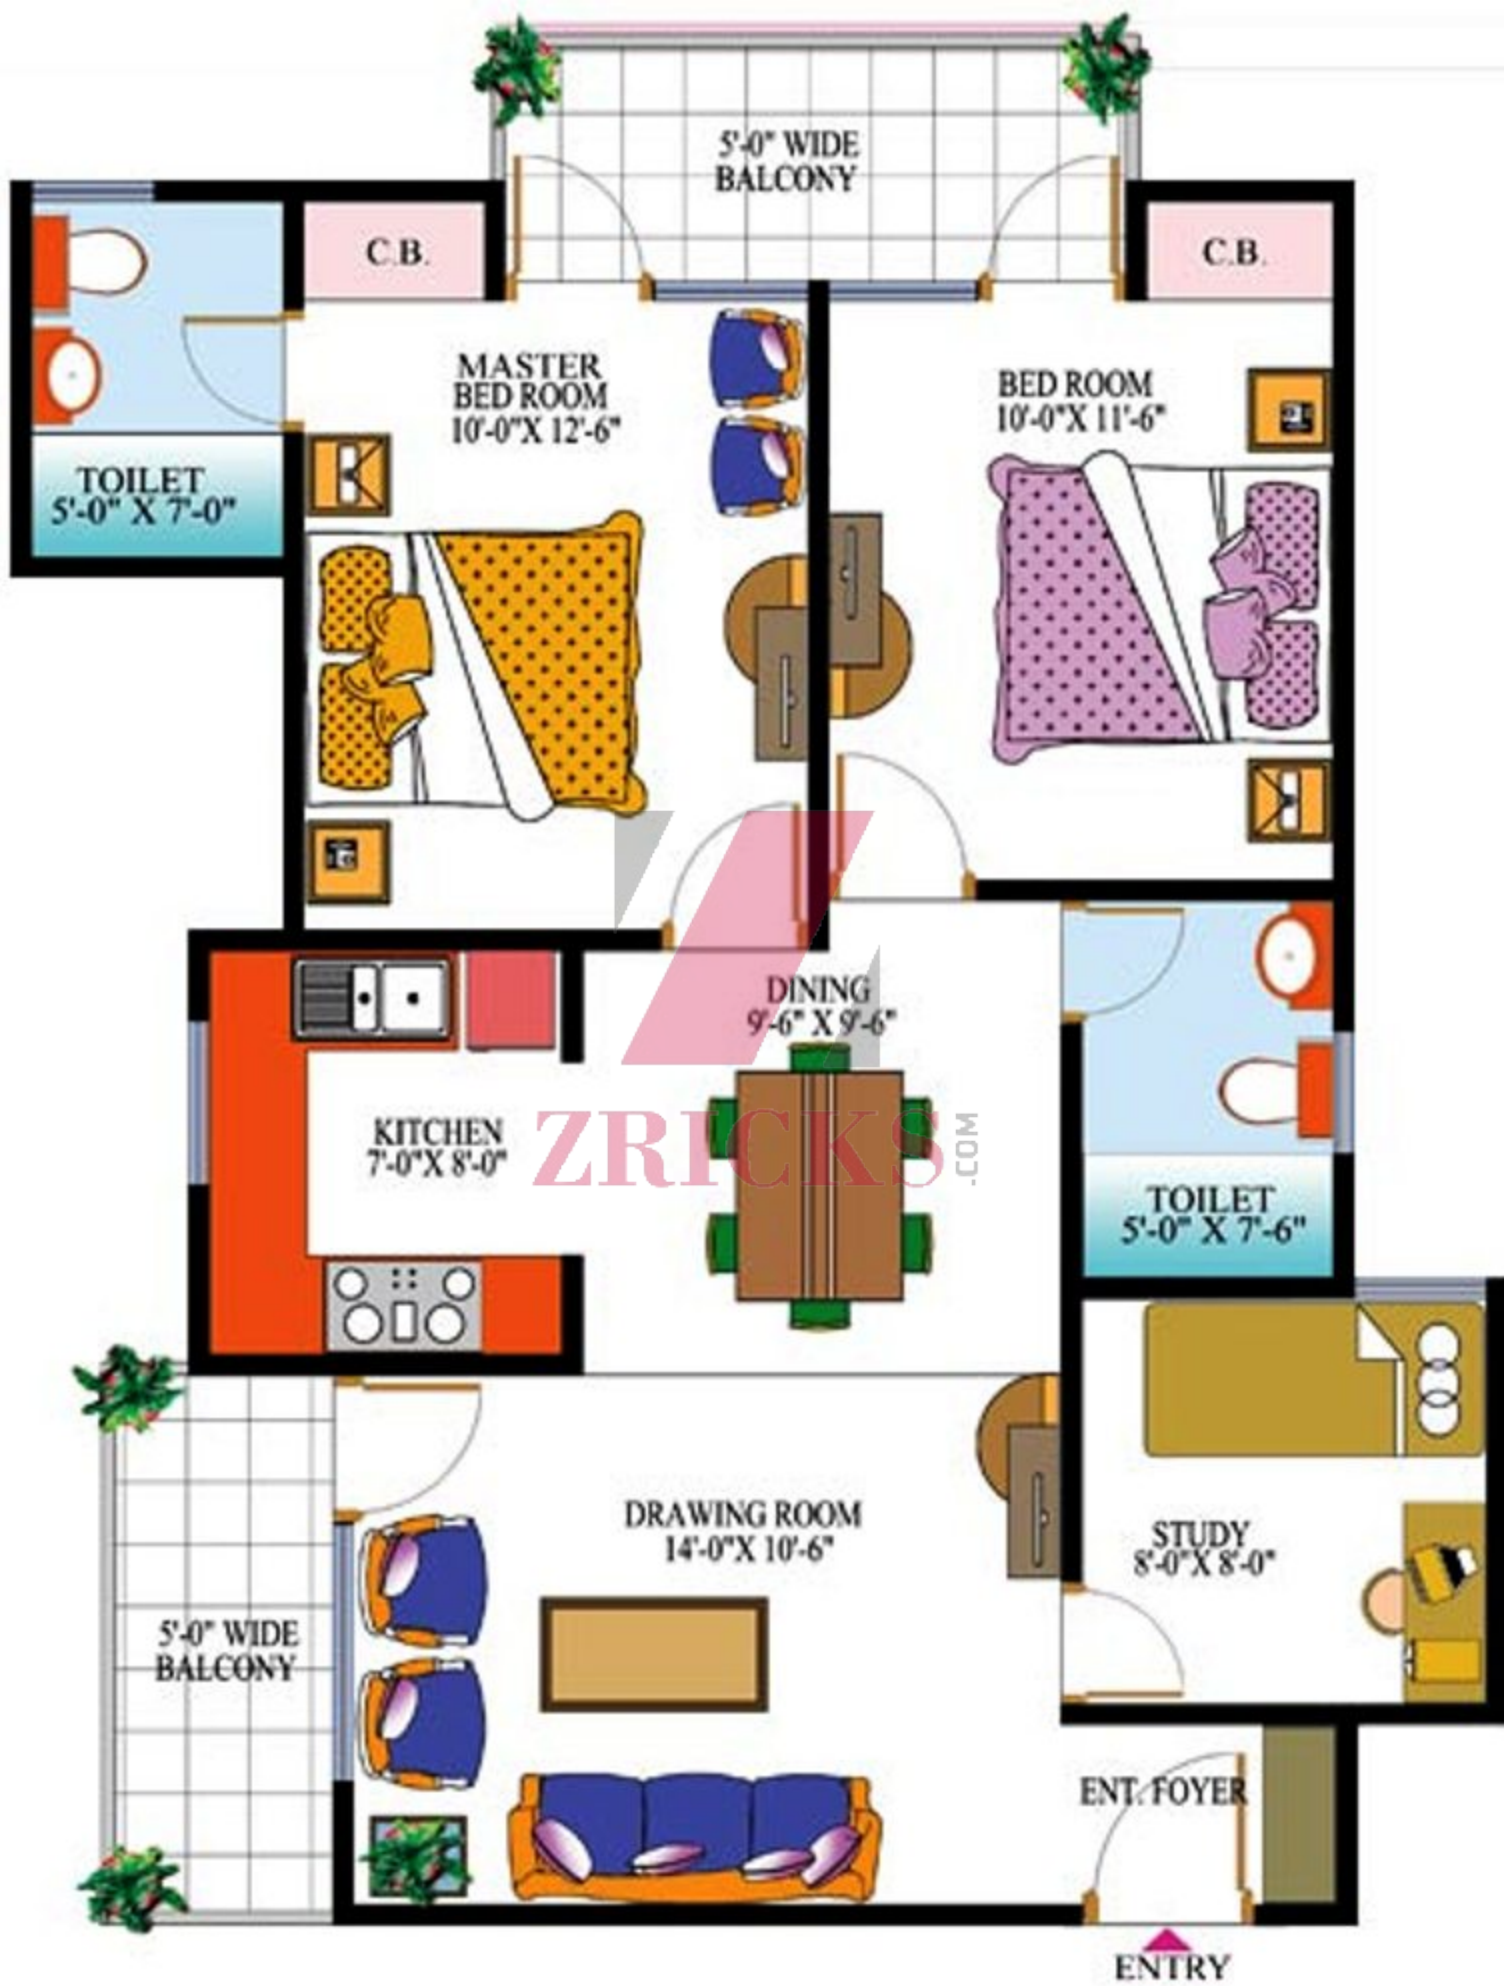 5'-0" WIDE
BALCONY
C.B.
C.B.
MASTER
BED ROOM
10'-0"X 12'-6"
BED ROOM
10'-0"X 11'-6"
TOILET
5'-0" X 7'-0"
DINING
9'-6" X 9'-6"
KITCHEN
7'-0"X 8'-0"
ZRICKS.COM
TOILET
5'-0" X 7'-6"
DRAWING ROOM
14'-0"X 10'-6"
STUDY
8'-0"X 8'-0"
5'-0" WIDE
BALCONY
ENT. FOYER
ENTRY